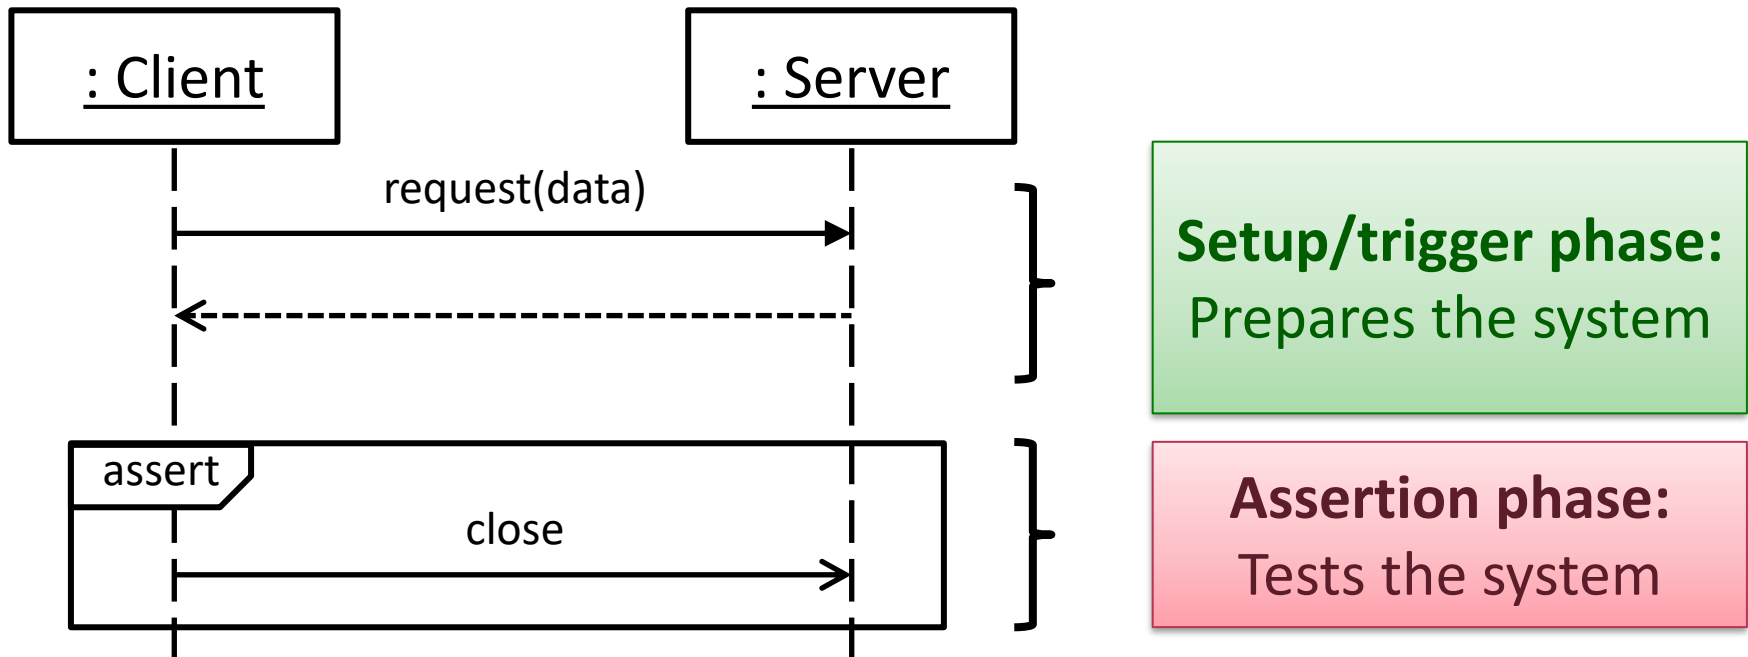 : Client
: Server
request(data)
Setup/trigger phase:
Prepares the system
assert
close
Assertion phase:
Tests the system